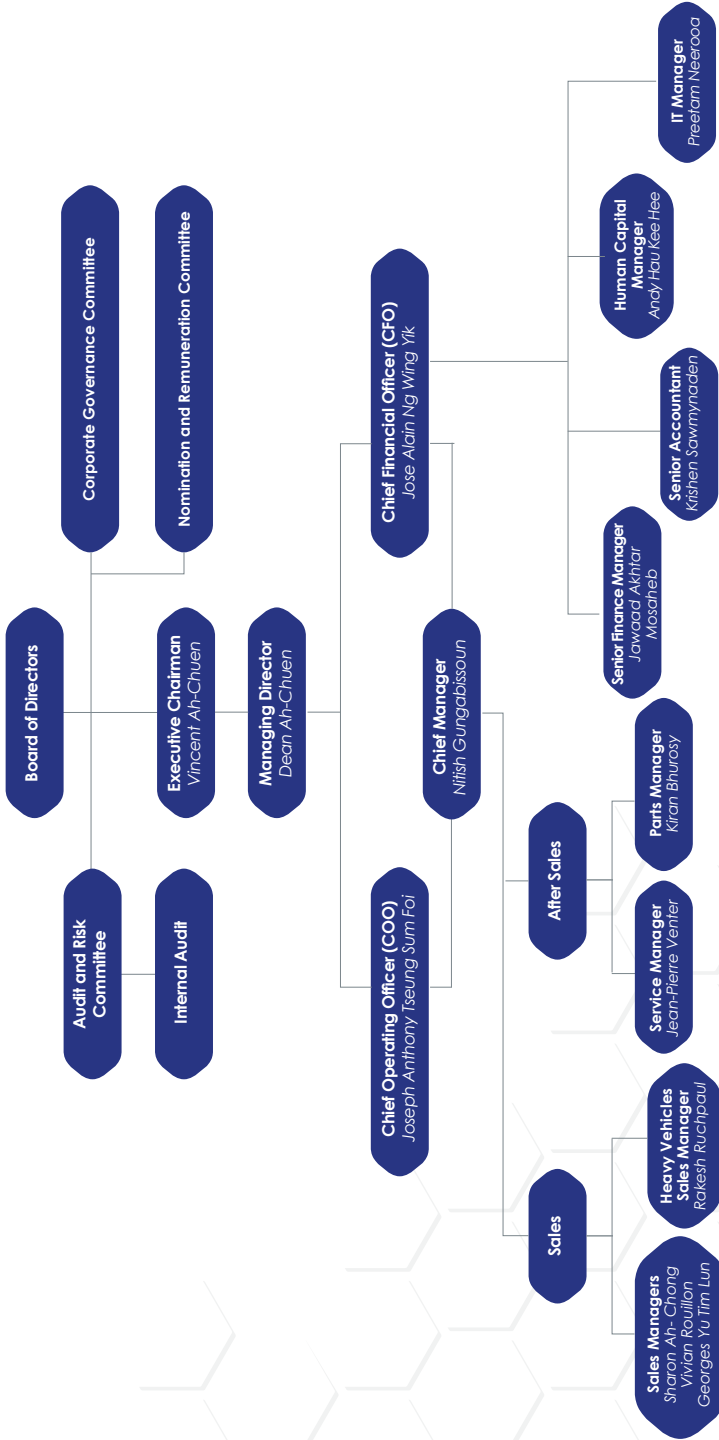 Board of Directors
Audit and Risk
Committee
Internal Audit
Corporate Governance Committee
Nomination and Remuneration Committee
Executive Chairman
Vincent Ah-Chuen
Managing Director
Dean Ah-Chuen
Chief Operating Officer (COO)
Joseph Anthony Tseung Sum Foi
Chief Financial Officer (CFO)
Jose Alain Ng Wing Yik
Chief Manager
Nitish Gungabissoun
Sales
After Sales
Sales Managers
Sharon Ah- Chong
Vivian Rouillon
Georges Yu Tim Lun
Heavy Vehicles
Sales Manager
Rakesh Ruchpaul
Service Manager
Jean-Pierre Venter
Parts Manager
Kiran Bhurosy
Senior Finance Manager
Jawaad Akhtar
Mosaheb
Senior Accountant
Krishen Sawmynaden
Human Capital
Manager
Andy Hau Kee Hee
IT Manager
Preetam Neerooa